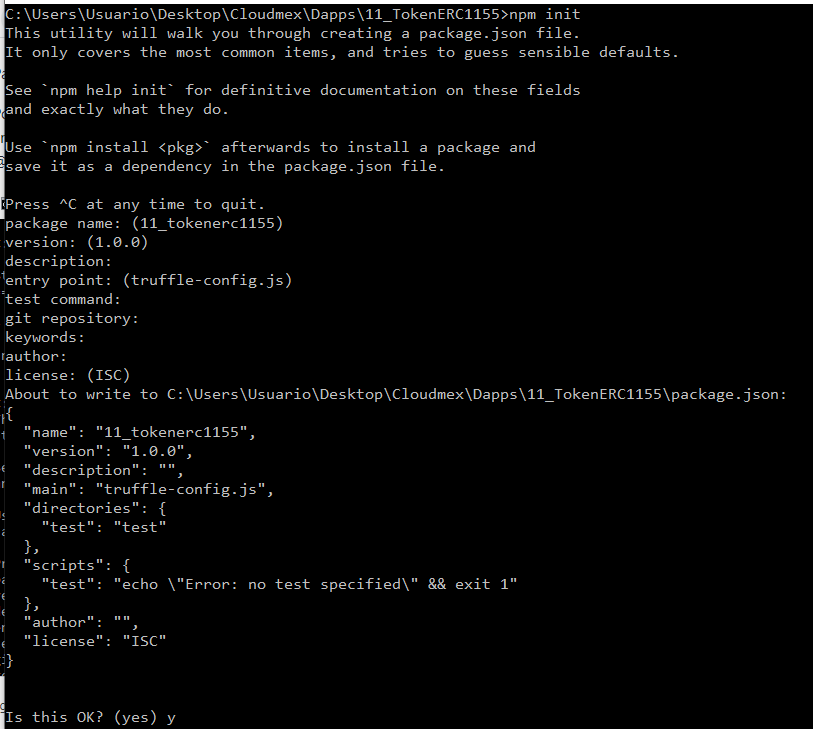 C:\Users\Usuario\Desktop\Cloudmex\Dapps\11_TokenERC1155>npm init
This utility will walk you through creating a package.json file.
It only covers the most common items, and tries to guess sensible defaults.

See `npm help init` for definitive documentation on these fields
and exactly what they do.

Use `npm install <pkg>` afterwards to install a package and
save it as a dependency in the package.json file.

Press ^C at any time to quit.
package name: (11_tokenerc1155)
version: (1.0.0)
description:
entry point: (truffle-config.js)
test command:
git repository:
keywords:
author:
license: (ISC)
About to write to C:\Users\Usuario\Desktop\Cloudmex\Dapps\11_TokenERC1155\package.json:
{
  "name": "11_tokenerc1155",
  "version": "1.0.0",
  "description": "",
  "main": "truffle-config.js",
  "directories": {
    "test": "test"
  },
  "scripts": {
    "test": "echo \"Error: no test specified\" && exit 1"
  },
  "author": "",
  "license": "ISC"
}

Is this OK? (yes) y